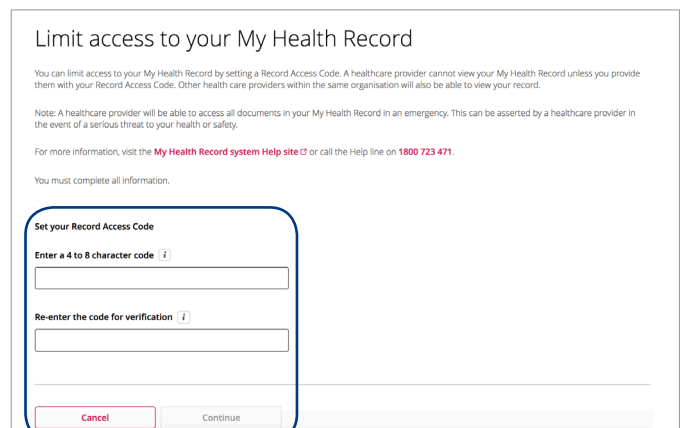 Limit access to your My Health Record
You can limit access to your My Health Record by setting a Record Access Code. A healthcare provider cannot view your My Health Record unless you provide
them with your Record Access Code. Other health care providers within the same organisation will also be able to view your record.
Note: A healthcare provider will be able to access all documents in your My Health Record in an emergency. This can be asserted by a healthcare provider in
the event of a serious threat to your health or safety.
For more information, visit the My Health Record system Help site or call the Help line on 1800 723 471.
You must complete all information.
Set your Record Access Code
Enter a 4 to 8 character code i
Re-enter the code for verification i
Cancel Continue